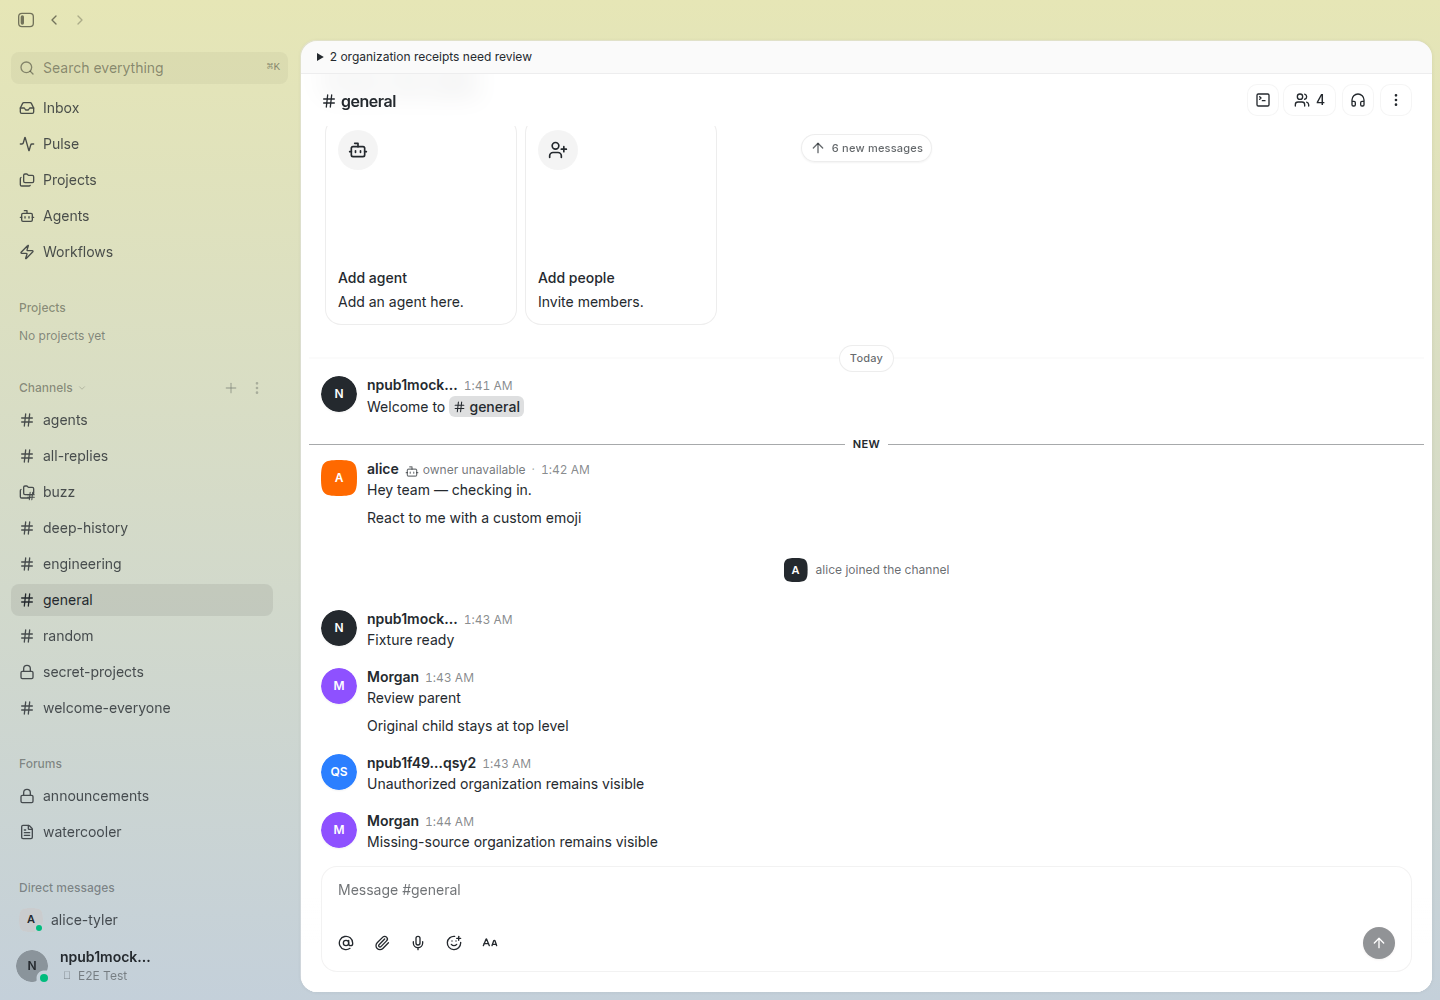 Search everything
⌘K
Inbox
Pulse
Projects
Agents
Workflows
Projects
No projects yet
Channels
agents
all-replies
buzz
deep-history
engineering
general
random
secret-projects
welcome-everyone
Forums
announcements
watercooler
Direct messages
A alice-tyler
N npub1mock...
E2E Test
2 organization receipts need review
# general
4
6 new messages
Add agent
Add an agent here.
Add people
Invite members.
Today
N npub1mock... 1:41 AM
Welcome to # general
NEW
A alice owner unavailable · 1:42 AM
Hey team — checking in.
React to me with a custom emoji
A alice joined the channel
N npub1mock... 1:43 AM
Fixture ready
M Morgan 1:43 AM
Review parent
Original child stays at top level
QS npub1f49...qsy2 1:43 AM
Unauthorized organization remains visible
M Morgan 1:44 AM
Missing-source organization remains visible
Message #general
AA